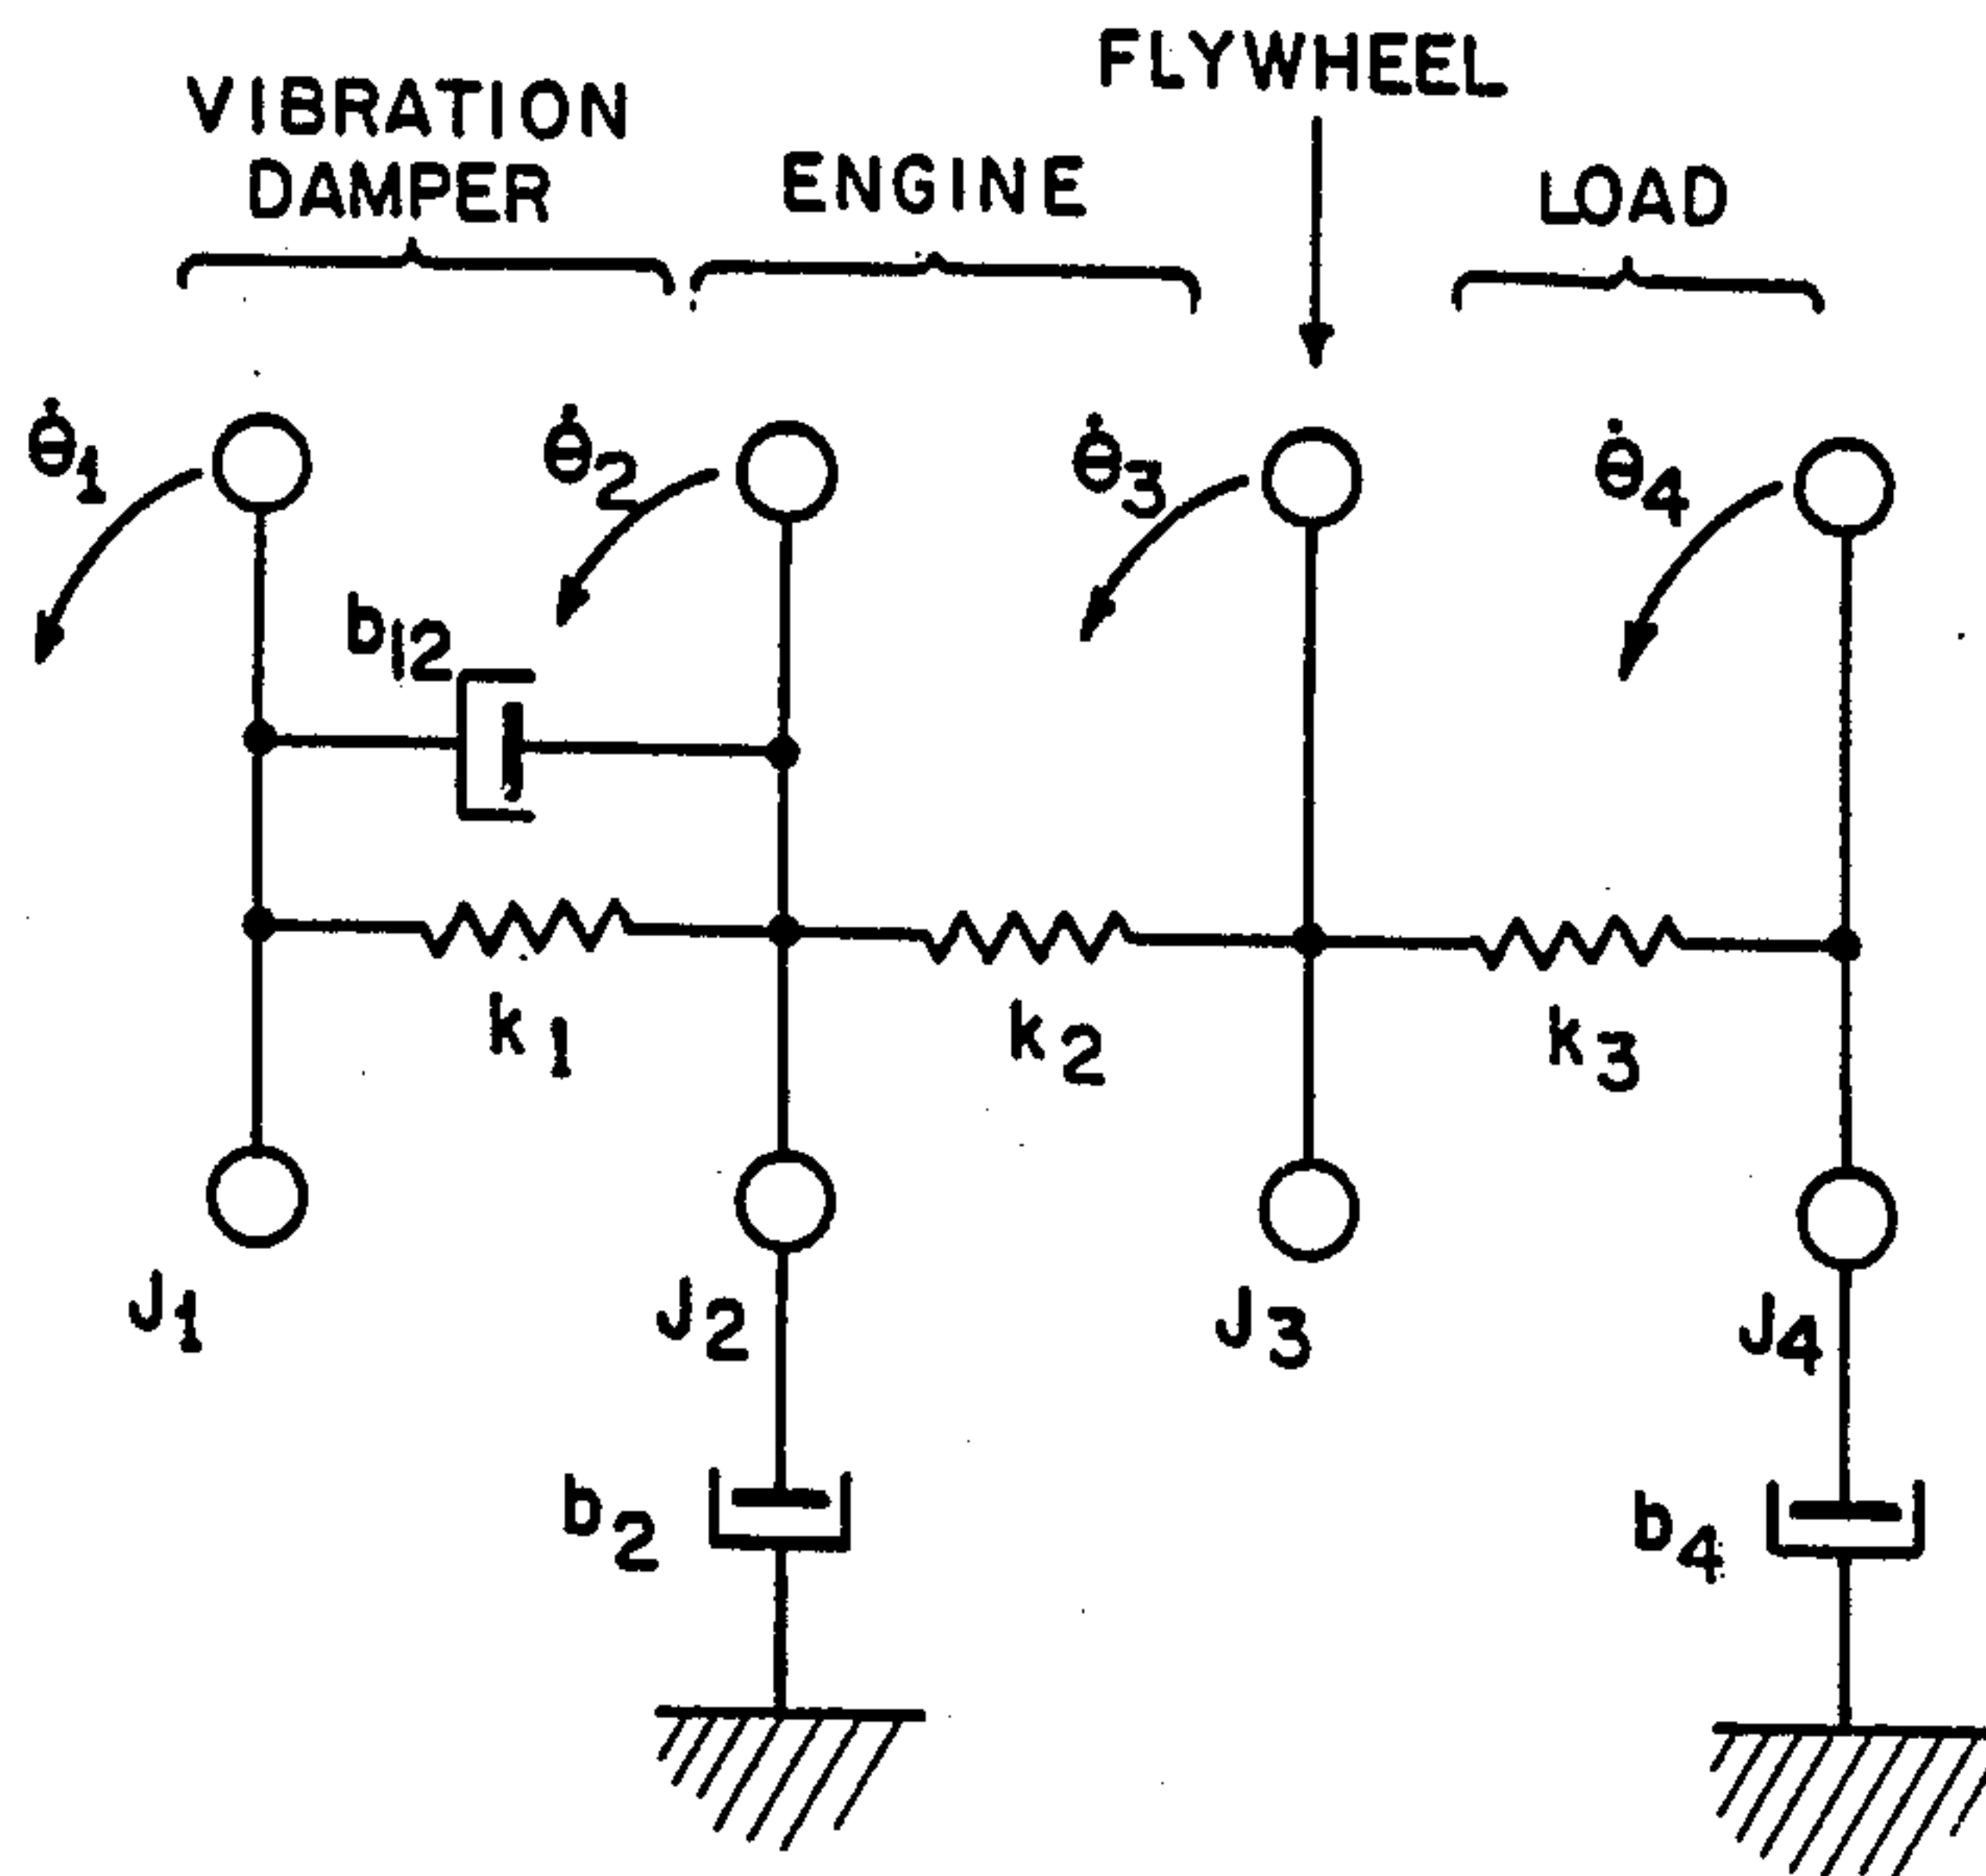 FLYWHEEL
VIBRATION
DAMPER
ENGINE
LOAD
θ̇1
θ̇2
θ̇3
θ̇4
b12
k1
k2
k3
J1
J2
J3
J4
b2
b4